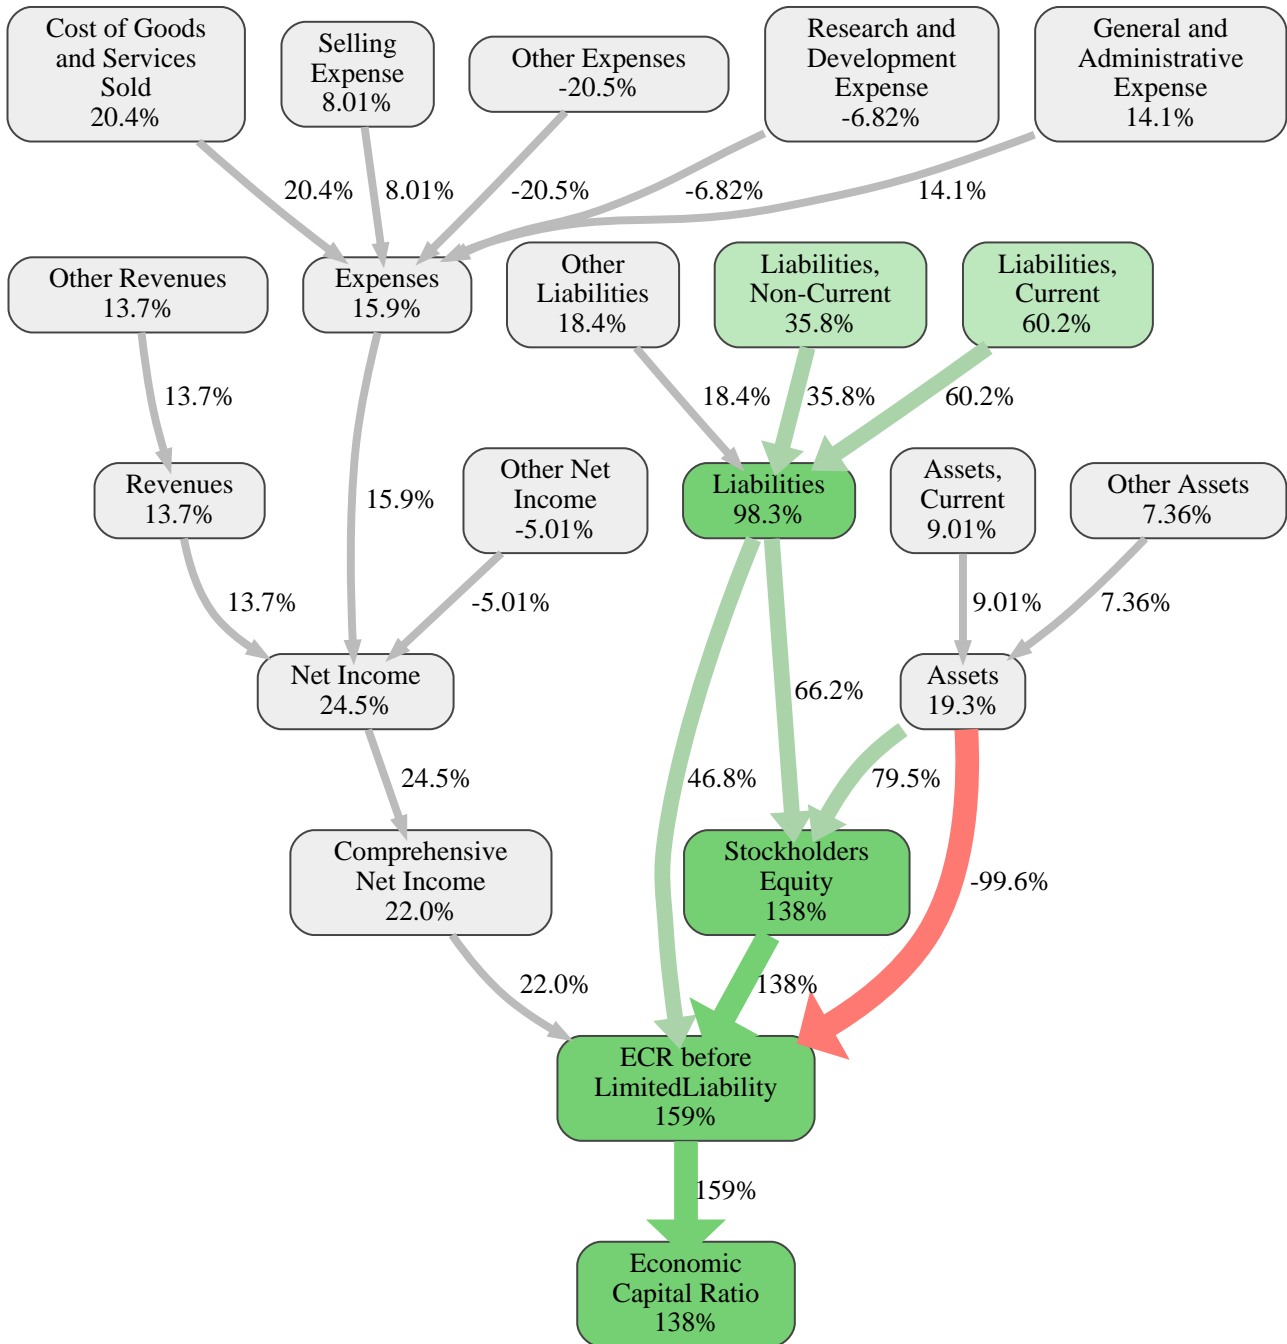 Cost of Goods
and Services
Sold
20.4%
Selling
Expense
8.01%
Other Expenses
-20.5%
Research and
Development
Expense
-6.82%
General and
Administrative
Expense
14.1%
20.4%
8.01%
-20.5%
-6.82%
14.1%
Other Revenues
13.7%
Expenses
15.9%
Other
Liabilities
18.4%
Liabilities,
Non-Current
35.8%
Liabilities,
Current
60.2%
13.7%
18.4%
35.8%
60.2%
Revenues
13.7%
15.9%
Other Net
Income
-5.01%
Liabilities
98.3%
Assets,
Current
9.01%
Other Assets
7.36%
13.7%
-5.01%
9.01%
7.36%
Net Income
24.5%
66.2%
Assets
19.3%
24.5%
46.8%
79.5%
Comprehensive
Net Income
22.0%
Stockholders
Equity
138%
-99.6%
22.0%
138%
ECR before
LimitedLiability
159%
159%
Economic
Capital Ratio
138%